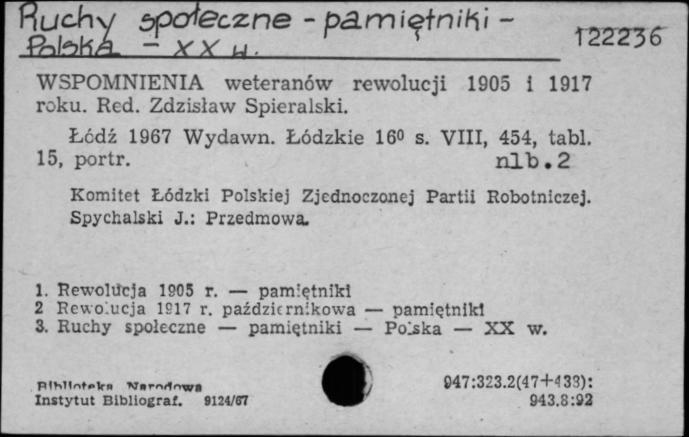 Ruchy społeczne - pamiętniki -
Polska - XX w.
122236
WSPOMNIENIA weteranów rewolucji 1905 i 1917
roku. Red. Zdzisław Spieralski.
Łódź 1967 Wydawn. Łódzkie 16⁰ s. VIII, 454, tabl.
15, portr. nlb.2
Komitet Łódzki Polskiej Zjednoczonej Partii Robotniczej.
Spychalski J.: Przedmowa.
1. Rewolucja 1905 r. — pamiętniki
2 Rewolucja 1917 r. październikowa — pamiętniki
3. Ruchy społeczne — pamiętniki — Polska — XX w.
Biblioteka Narodowa
Instytut Bibliograf. 9124/67
947:323.2(47+438):
943.8:92